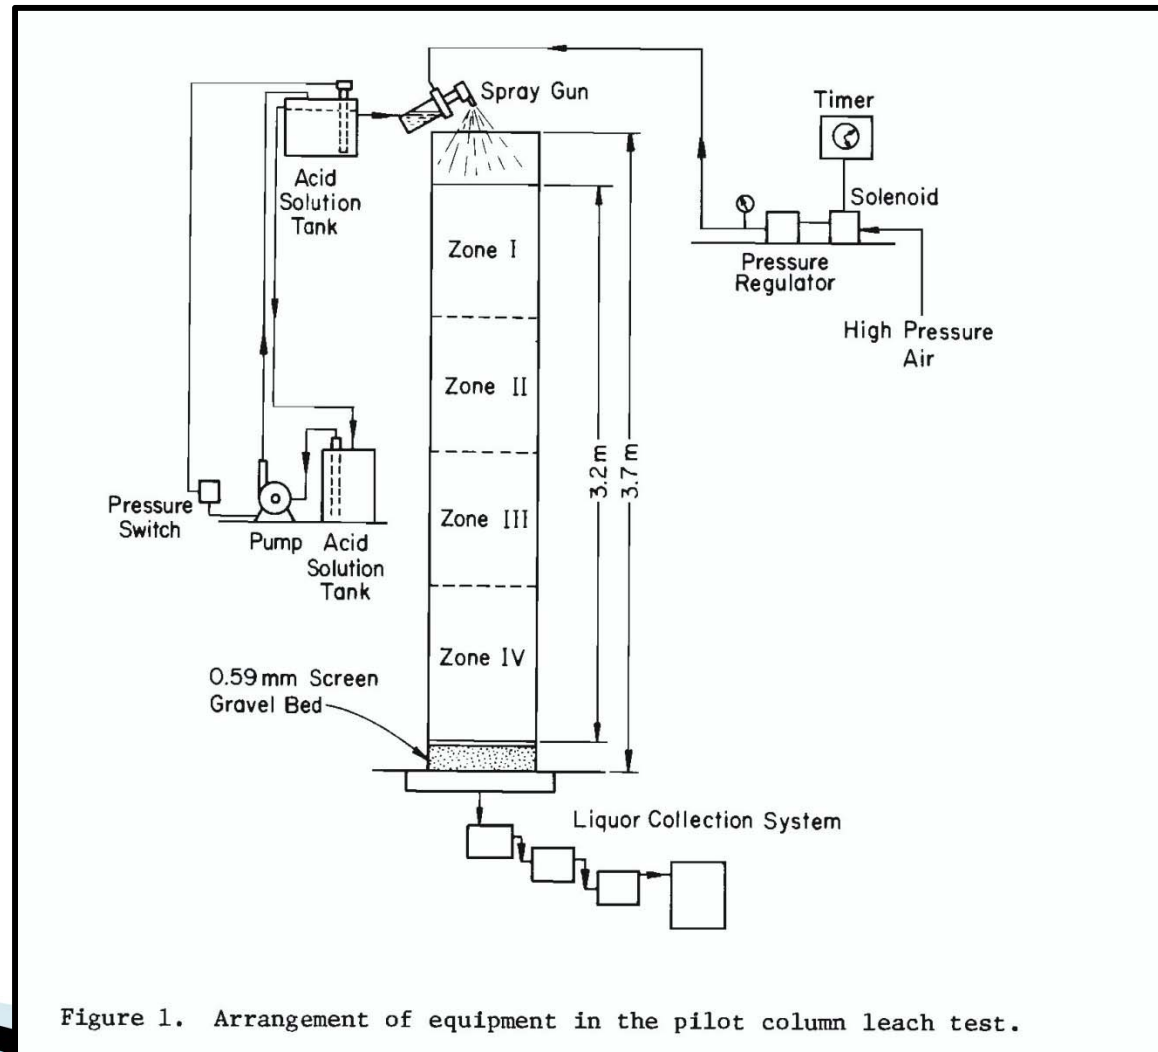 Spray Gun
Timer
Acid
Solution
Tank
Solenoid
Zone I
Pressure
Regulator
High Pressure
Air
Zone II
3.2 m
3.7 m
Pressure
Switch
Pump
Acid
Solution
Tank
Zone III
Zone IV
0.59 mm Screen
Gravel Bed
Liquor Collection System
Figure 1. Arrangement of equipment in the pilot column leach test.